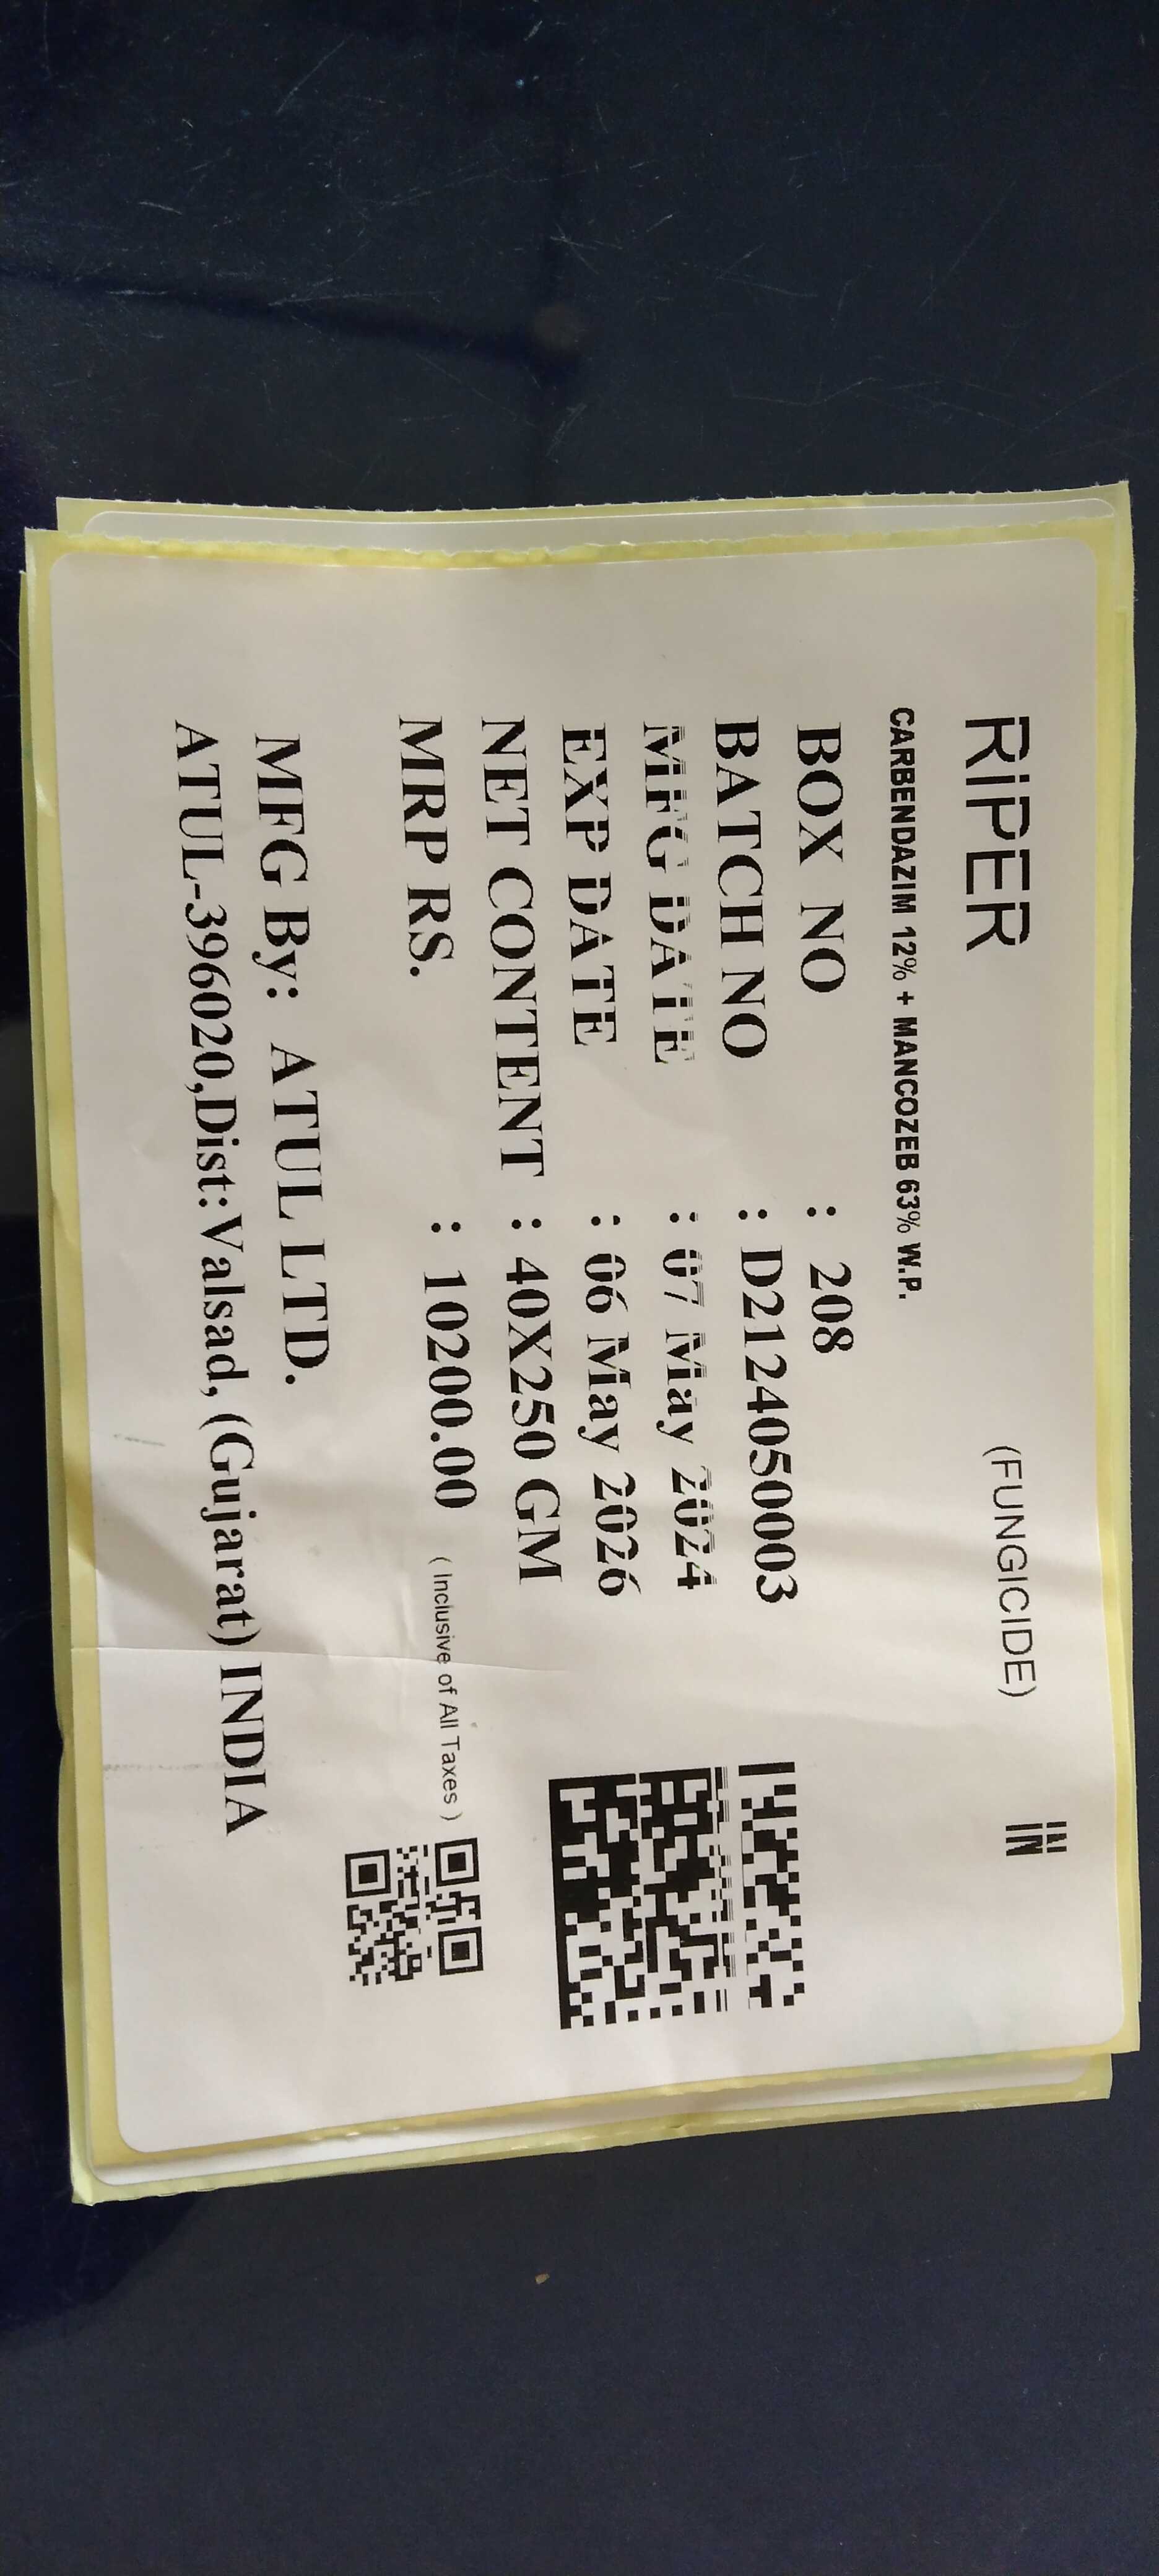 RiPER (FUNGICIDE) IN
CARBENDAZIM 12% + MANCOZEB 63% W.P.
BOX NO : 208
BATCH NO : D2124050003
MFG DATE : 07 May 2024
EXP DATE : 06 May 2026
NET CONTENT : 40X250 GM
MRP RS. : 10200.00 ( Inclusive of All Taxes )
MFG By: ATUL LTD.
ATUL-396020,Dist:Valsad, (Gujarat) INDIA